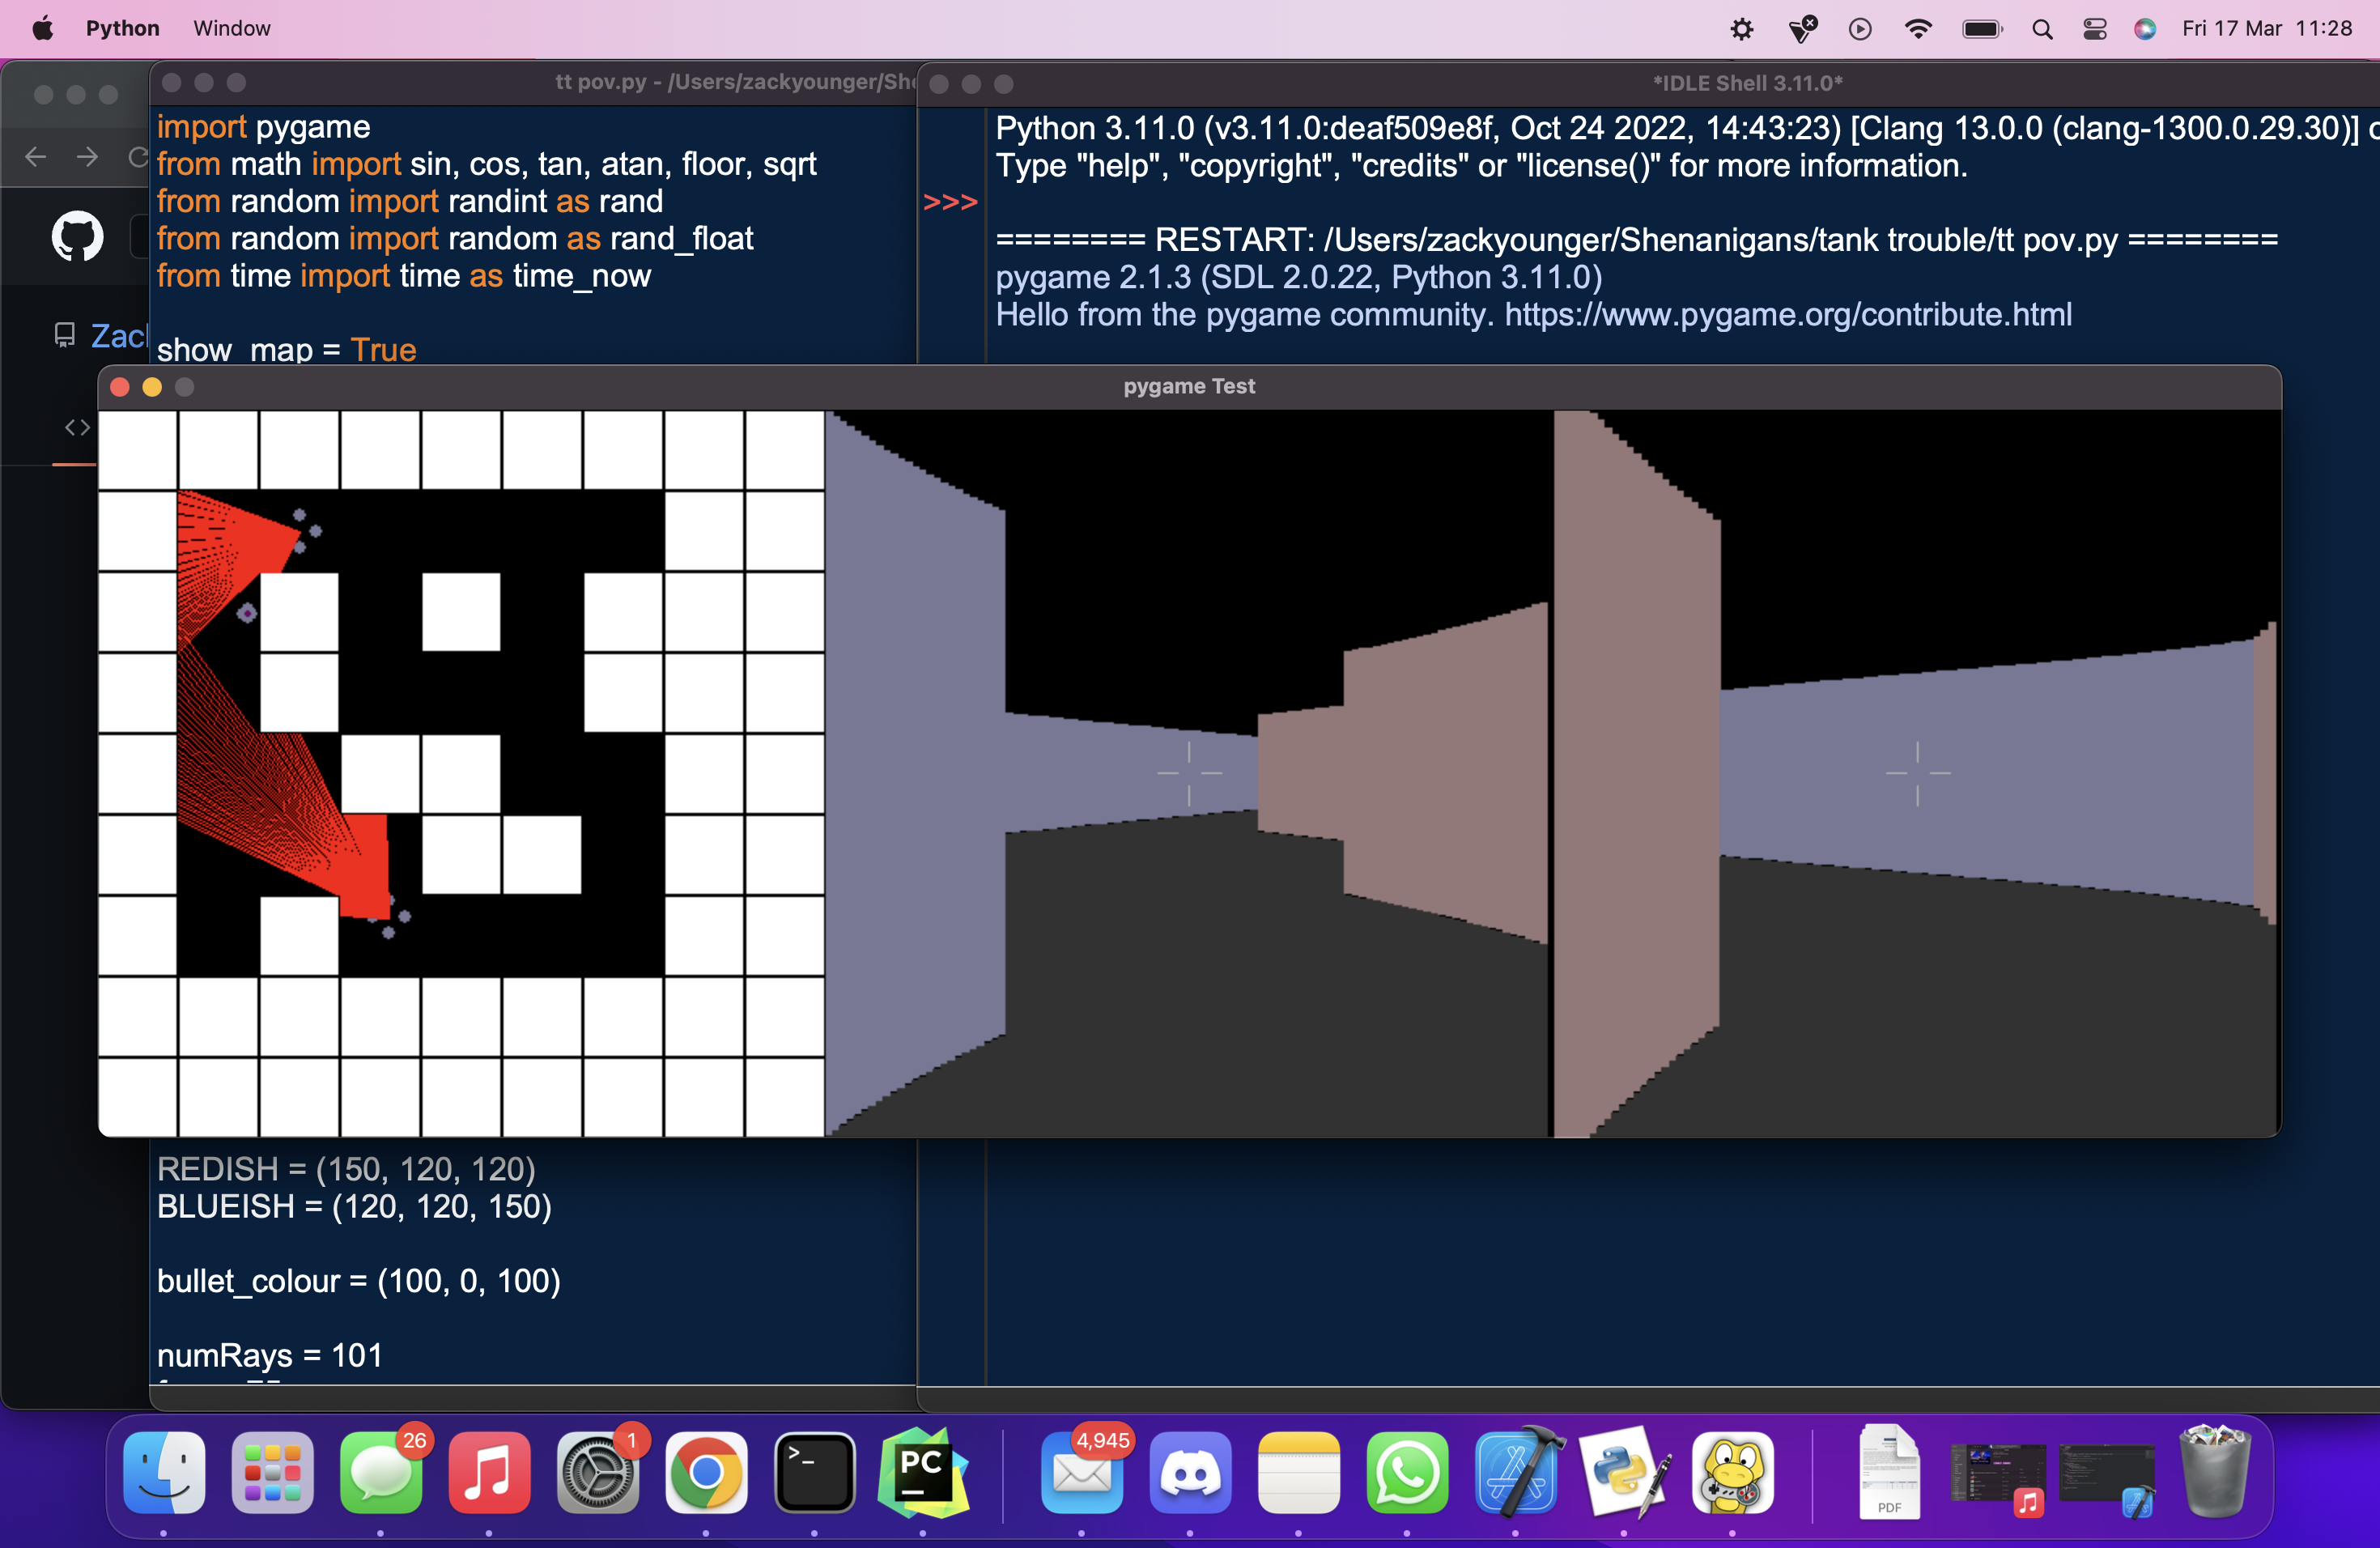 Python Window Fri 17 Mar 11:28
tt pov.py - /Users/zackyounger/She
*IDLE Shell 3.11.0*
import pygame
from math import sin, cos, tan, atan, floor, sqrt
from random import randint as rand
from random import random as rand_float
from time import time as time_now
show_map = True
Python 3.11.0 (v3.11.0:deaf509e8f, Oct 24 2022, 14:43:23) [Clang 13.0.0 (clang-1300.0.29.30)]
Type "help", "copyright", "credits" or "license()" for more information.
>>>
======== RESTART: /Users/zackyounger/Shenanigans/tank trouble/tt pov.py ========
pygame 2.1.3 (SDL 2.0.22, Python 3.11.0)
Hello from the pygame community. https://www.pygame.org/contribute.html
Zac
pygame Test
REDISH = (150, 120, 120)
BLUEISH = (120, 120, 150)
bullet_colour = (100, 0, 100)
numRays = 101
26
1
4,945
PC
PDF